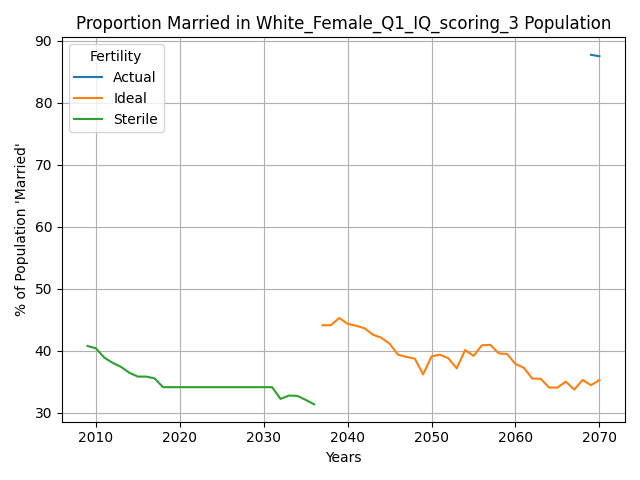 Proportion Married in White_Female_Q1_IQ_scoring_3 Population
90
80
70
60
50
40
30
% of Population 'Married'
Fertility
Actual
Ideal
Sterile
2010
2020
2030
2040
2050
2060
2070
Years